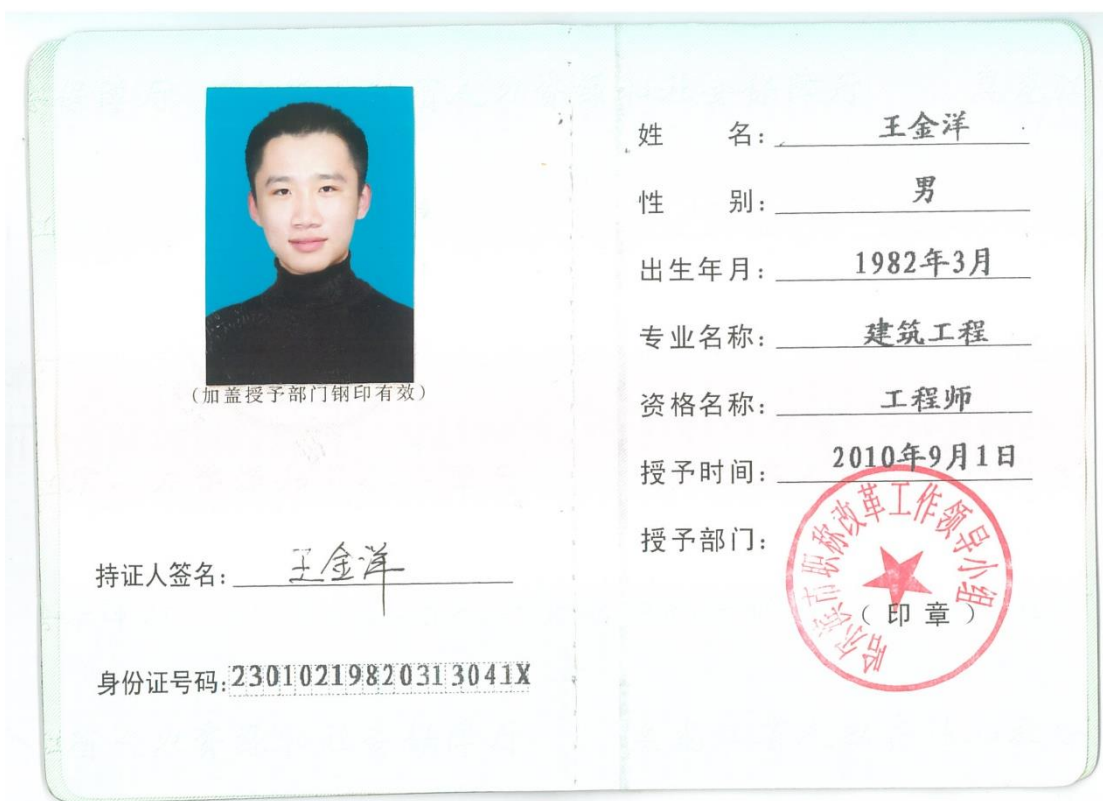 (加盖授予部门钢印有效)
持证人签名:王金洋
身份证号码:23010219820313041X
姓 名:王金洋
性 别:男
出生年月:1982年3月
专业名称:建筑工程
资格名称:工程师
授予时间:2010年9月1日
授予部门:
哈尔滨市职称改革工作领导小组
(印章)